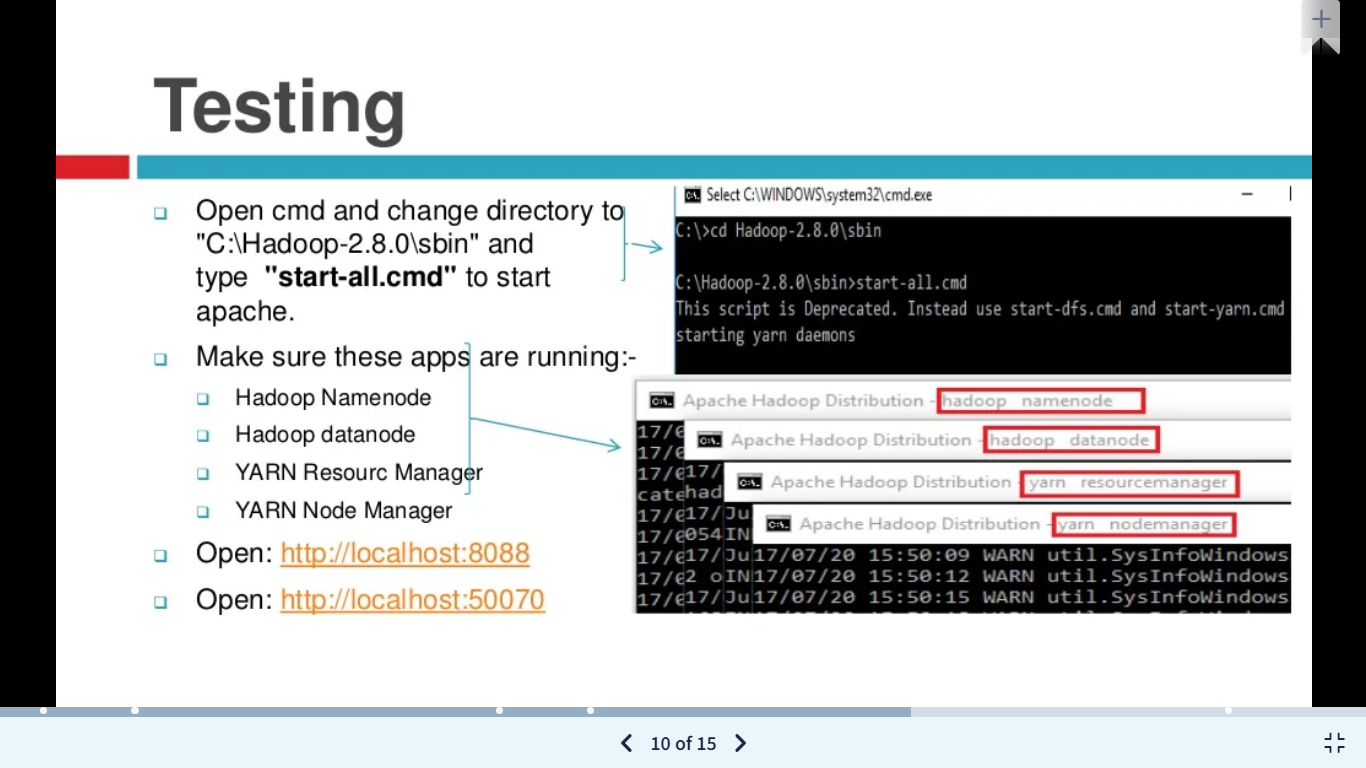 Testing
Open cmd and change directory to
"C:\Hadoop-2.8.0\sbin" and
type "start-all.cmd" to start
apache.
Make sure these apps are running:-
Hadoop Namenode
Hadoop datanode
YARN Resourc Manager
YARN Node Manager
Open: http://localhost:8088
Open: http://localhost:50070
Select C:\WINDOWS\system32\cmd.exe
C:\>cd Hadoop-2.8.0\sbin
C:\Hadoop-2.8.0\sbin>start-all.cmd
This script is Deprecated. Instead use start-dfs.cmd and start-yarn.cmd
starting yarn daemons
Apache Hadoop Distribution - hadoop namenode
Apache Hadoop Distribution - hadoop datanode
Apache Hadoop Distribution - yarn resourcemanager
Apache Hadoop Distribution - yarn nodemanager
17/07/20 15:50:09 WARN util.SysInfoWindows
17/07/20 15:50:12 WARN util.SysInfoWindows
17/07/20 15:50:15 WARN util.SysInfoWindows
10 of 15